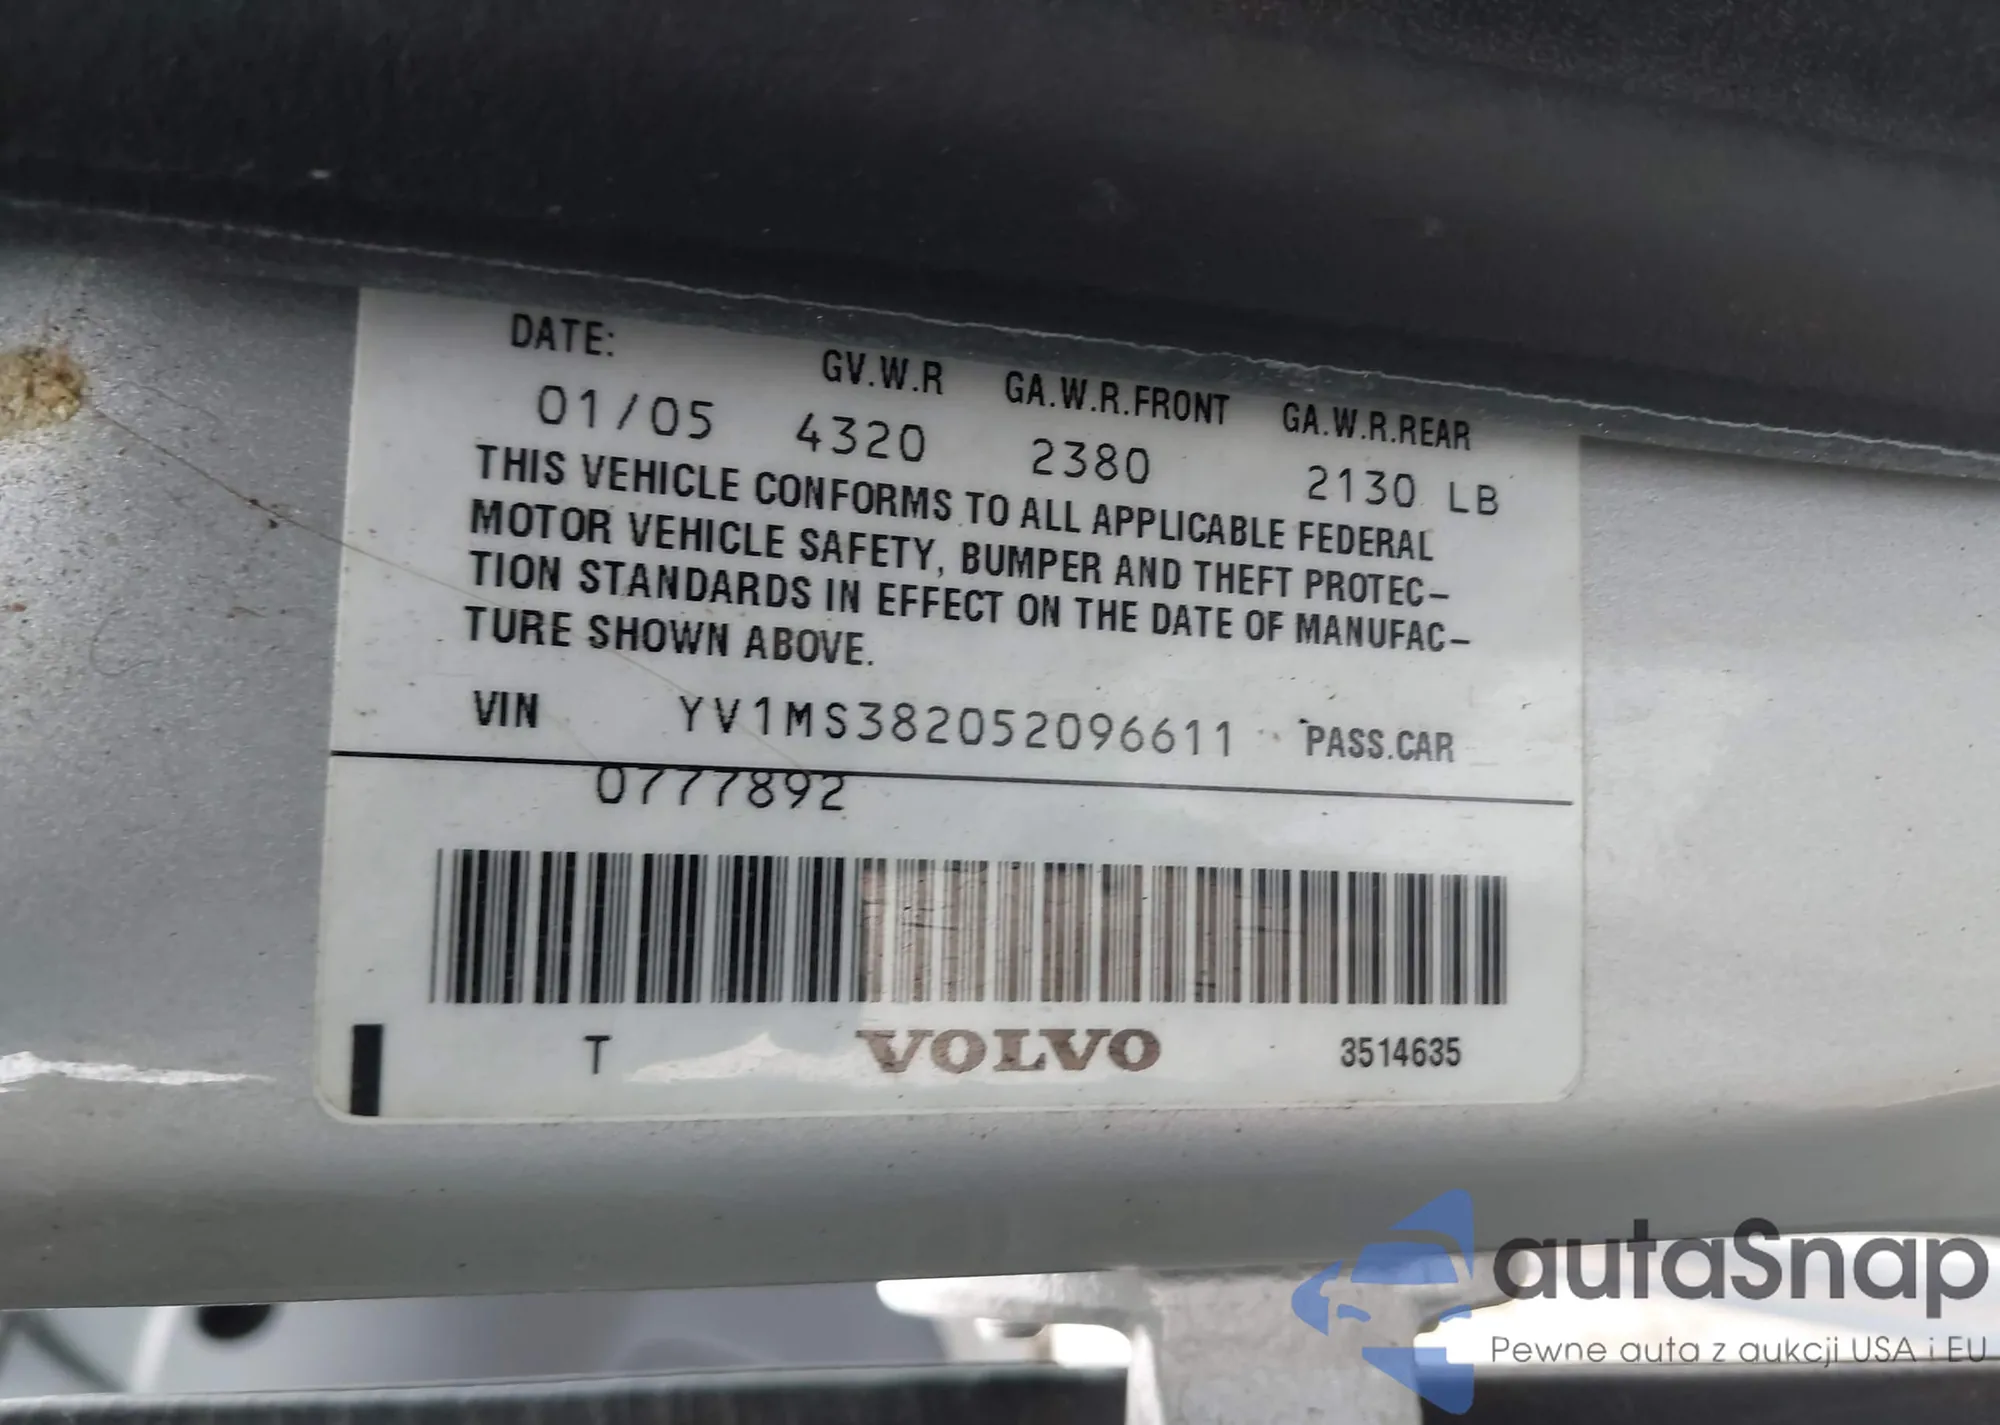 DATE: GV.W.R GA.W.R.FRONT GA.W.R.REAR
01/05 4320 2380 2130 LB
THIS VEHICLE CONFORMS TO ALL APPLICABLE FEDERAL
MOTOR VEHICLE SAFETY, BUMPER AND THEFT PROTEC-
TION STANDARDS IN EFFECT ON THE DATE OF MANUFAC-
TURE SHOWN ABOVE.
VIN YV1MS382052096611 PASS.CAR
0777892
T VOLVO 3514635
autaSnap
Pewne auta z aukcji USA i EU